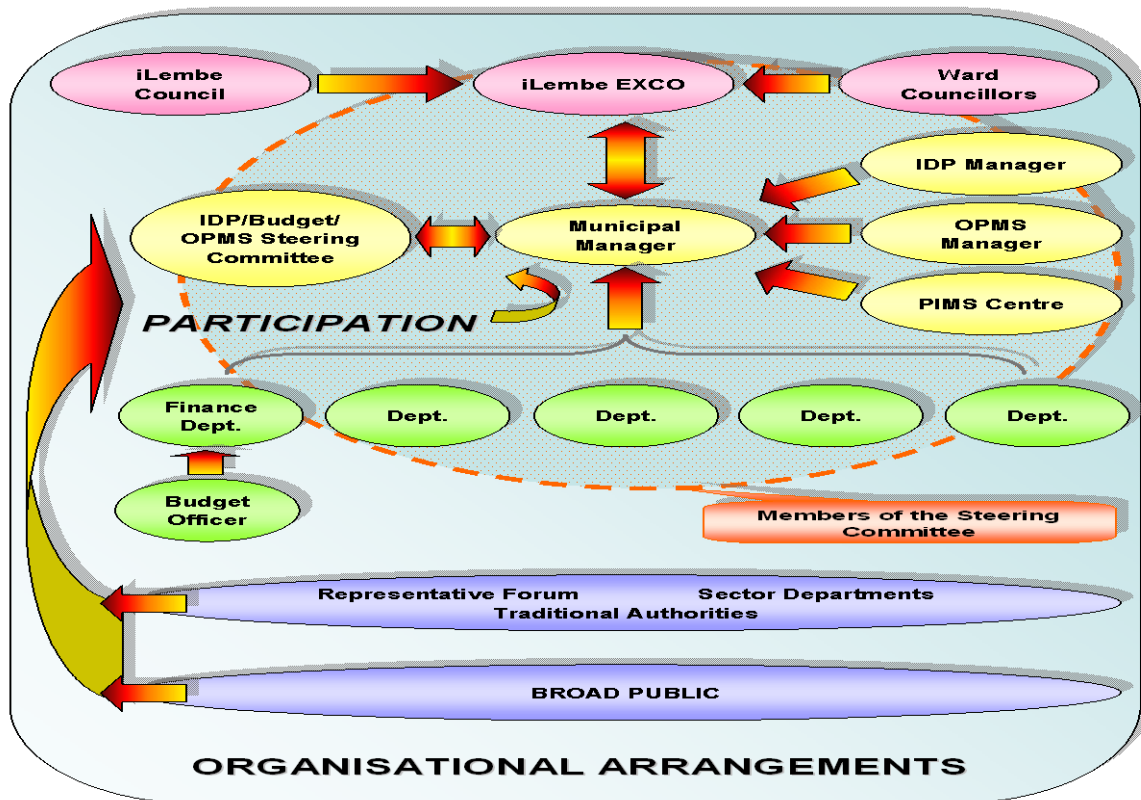 iLembe
Council
iLembe EXCO
Ward
Councillors
IDP Manager
IDP/Budget/
OPMS Steering
Committee
Municipal
Manager
OPMS
Manager
PIMS Centre
PARTICIPATION
Finance
Dept.
Dept.
Dept.
Dept.
Dept.
Budget
Officer
Members of the Steering
Committee
Representative Forum Sector Departments
Traditional Authorities
BROAD PUBLIC
ORGANISATIONAL ARRANGEMENTS